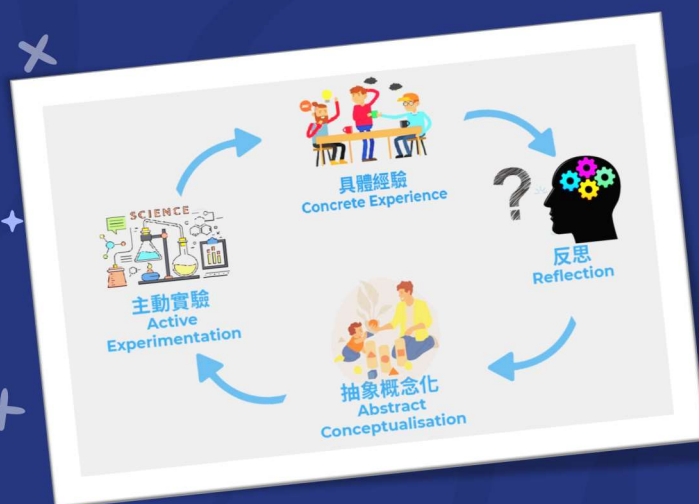 具體經驗
Concrete Experience
?
反思
Reflection
抽象概念化
Abstract
Conceptualisation
SCIENCE
主動實驗
Active
Experimentation